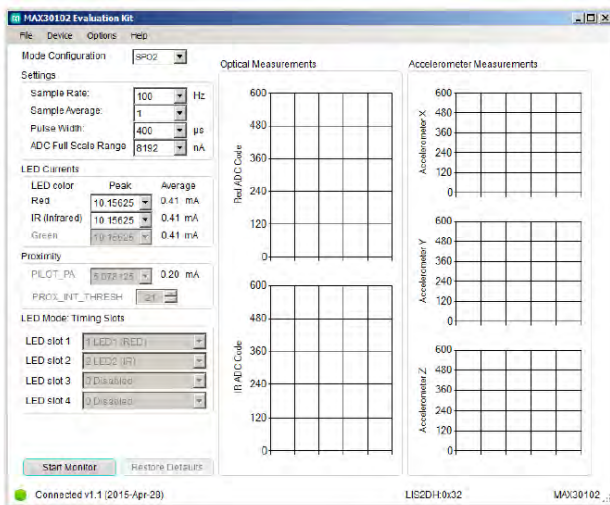 MAX30102 Evaluation Kit
File Device Options Help
Mode Configuration SPO2
Settings
Sample Rate: 100 Hz
Sample Average: 1
Pulse Width: 400 µs
ADC Full Scale Range 8192 nA
LED Currents
LED color Peak Average
Red 10.15625 0.41 mA
IR (Infrared) 10.15625 0.41 mA
Green 10.15625 0.41 mA
Proximity
PILOT_PA 5.078125 0.20 mA
PROX_INT_THRESH 21
LED Mode: Timing Slots
LED slot 1 1 LED1 (RED)
LED slot 2 2 LED2 (IR)
LED slot 3 0 Disabled
LED slot 4 0 Disabled
Start Monitor Restore Defaults
Optical Measurements
Red ADC Code
600
480
360
240
120
0
IR ADC Code
600
480
360
240
120
0
Accelerometer Measurements
Accelerometer X
600
480
360
240
120
0
Accelerometer Y
600
480
360
240
120
0
Accelerometer Z
600
480
360
240
120
0
Connected v1.1 (2015-Apr-28) LIS2DH:0x32 MAX30102